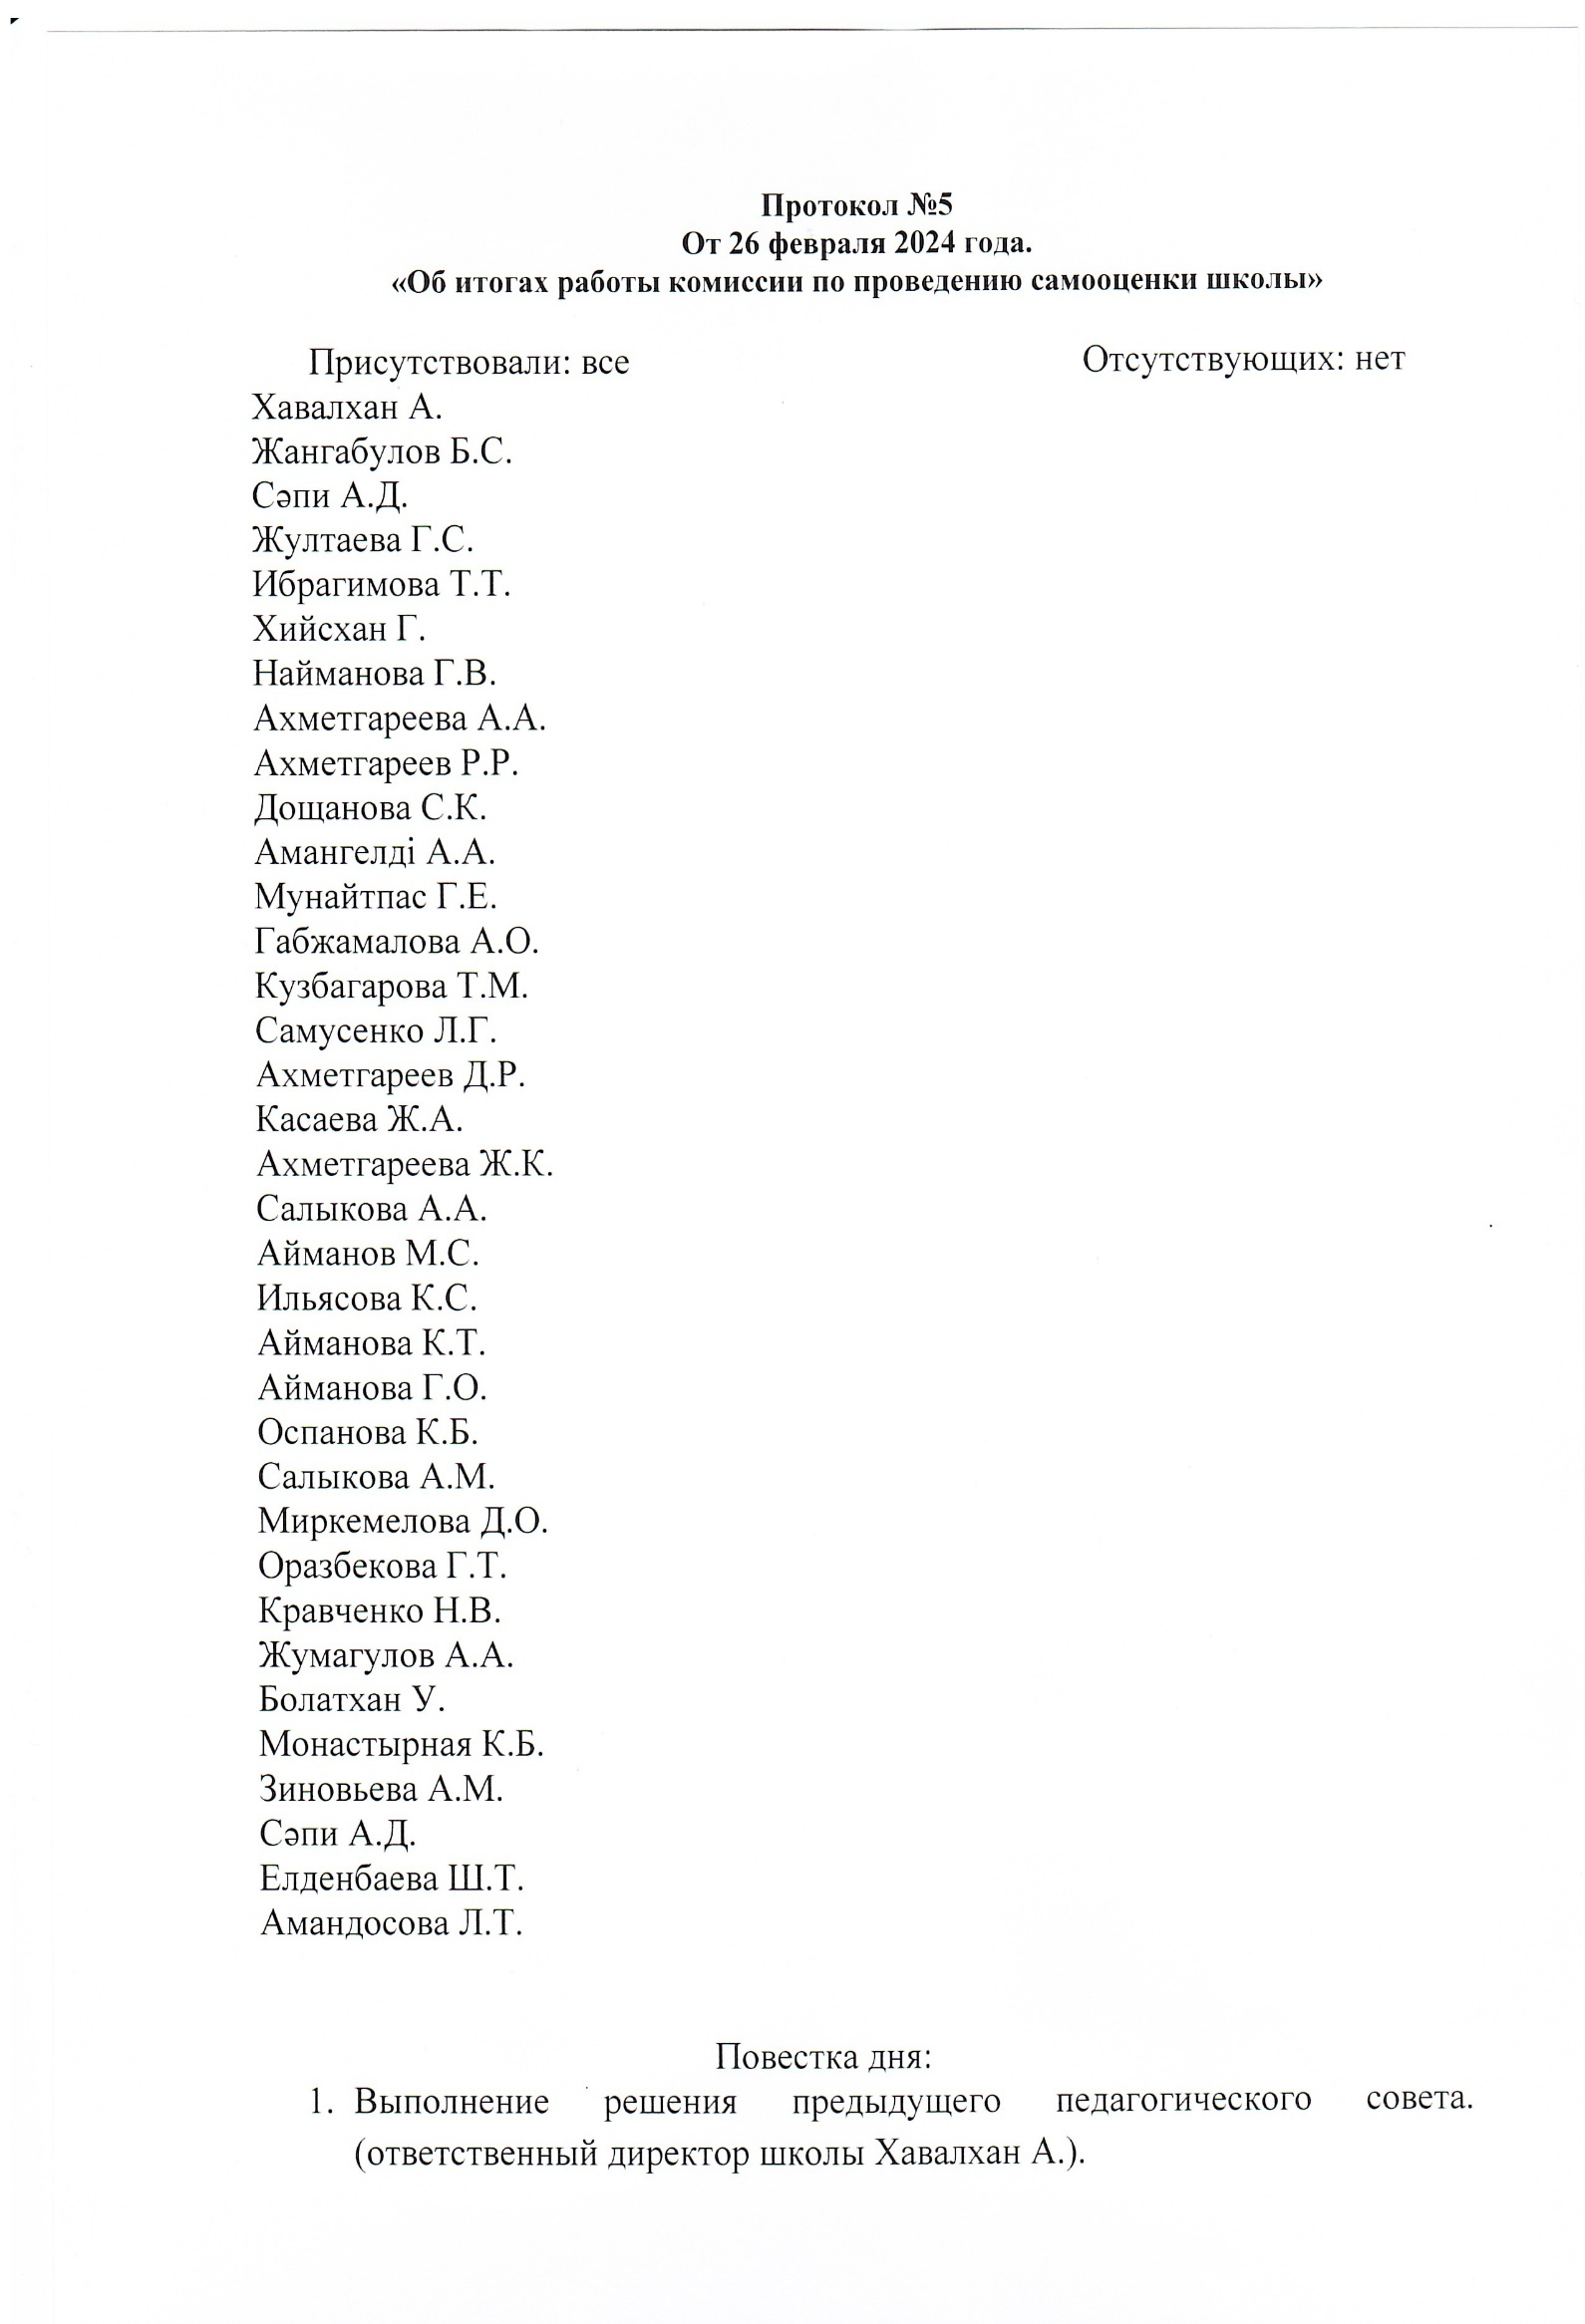 Протокол №5
От 26 февраля 2024 года.
«Об итогах работы комиссии по проведению самооценки школы»
Присутствовали: все Отсутствующих: нет
Хавалхан А.
Жангабулов Б.С.
Сәпи А.Д.
Жултаева Г.С.
Ибрагимова Т.Т.
Хийсхан Г.
Найманова Г.В.
Ахметгареева А.А.
Ахметгареев Р.Р.
Дощанова С.К.
Амангелді А.А.
Мунайтпас Г.Е.
Габжамалова А.О.
Кузбагарова Т.М.
Самусенко Л.Г.
Ахметгареев Д.Р.
Касаева Ж.А.
Ахметгареева Ж.К.
Салыкова А.А.
Айманов М.С.
Ильясова К.С.
Айманова К.Т.
Айманова Г.О.
Оспанова К.Б.
Салыкова А.М.
Миркемелова Д.О.
Оразбекова Г.Т.
Кравченко Н.В.
Жумагулов А.А.
Болатхан У.
Монастырная К.Б.
Зиновьева А.М.
Сәпи А.Д.
Елденбаева Ш.Т.
Амандосова Л.Т.
Повестка дня:
1. Выполнение решения предыдущего педагогического совета.
(ответственный директор школы Хавалхан А.).